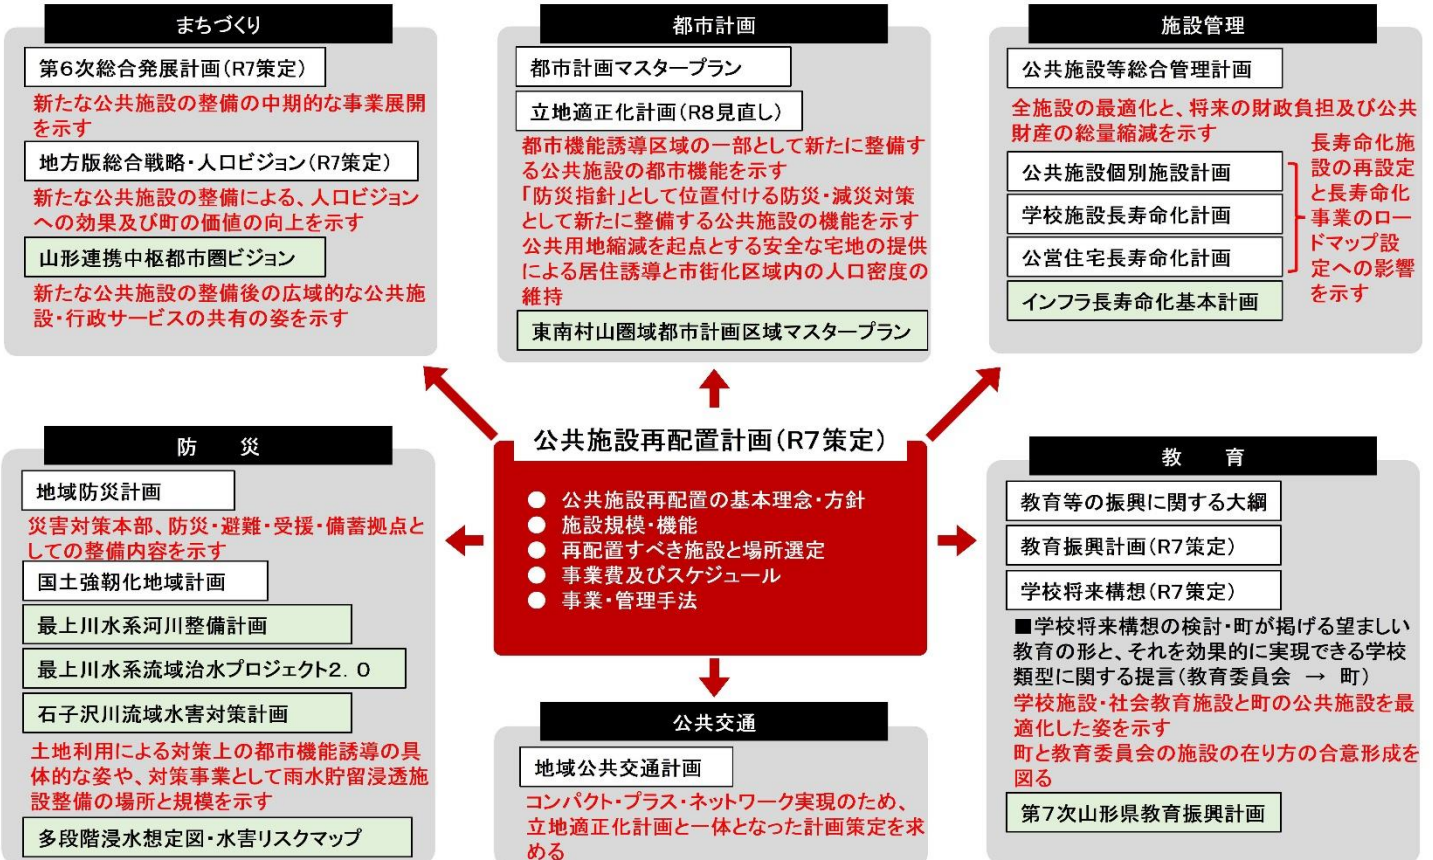 まちづくり
第6次総合発展計画(R7策定)
新たな公共施設の整備の中期的な事業展開
を示す
地方版総合戦略・人口ビジョン(R7策定)
新たな公共施設の整備による、人口ビジョン
への効果及び町の価値の向上を示す
山形連携中枢都市圏ビジョン
新たな公共施設の整備後の広域的な公共施
設・行政サービスの共有の姿を示す
都市計画
都市計画マスタープラン
立地適正化計画(R8見直し)
都市機能誘導区域の一部として新たに整備す
る公共施設の都市機能を示す
「防災指針」として位置付ける防災・減災対策
として新たに整備する公共施設の機能を示す
公共用地縮減を起点とする安全な宅地の提供
による居住誘導と市街化区域内の人口密度の
維持
東南村山圏域都市計画区域マスタープラン
施設管理
公共施設等総合管理計画
全施設の最適化と、将来の財政負担及び公共
財産の総量縮減を示す
公共施設個別施設計画
学校施設長寿命化計画
公営住宅長寿命化計画
インフラ長寿命化基本計画
長寿命化施
設の再設定
と長寿命化
事業のロー
ドマップ設
定への影響
を示す
公共施設再配置計画(R7策定)
● 公共施設再配置の基本理念・方針
● 施設規模・機能
● 再配置すべき施設と場所選定
● 事業費及びスケジュール
● 事業・管理手法
防 災
地域防災計画
災害対策本部、防災・避難・受援・備蓄拠点と
しての整備内容を示す
国土強靭化地域計画
最上川水系河川整備計画
最上川水系流域治水プロジェクト2.0
石子沢川流域水害対策計画
土地利用による対策上の都市機能誘導の具
体的な姿や、対策事業として雨水貯留浸透施
設整備の場所と規模を示す
多段階浸水想定図・水害リスクマップ
公共交通
地域公共交通計画
コンパクト・プラス・ネットワーク実現のため、
立地適正化計画と一体となった計画策定を求
める
教 育
教育等の振興に関する大綱
教育振興計画(R7策定)
学校将来構想(R7策定)
■学校将来構想の検討・町が掲げる望ましい
教育の形と、それを効果的に実現できる学校
類型に関する提言(教育委員会 → 町)
学校施設・社会教育施設と町の公共施設を最
適化した姿を示す
町と教育委員会の施設の在り方の合意形成を
図る
第7次山形県教育振興計画